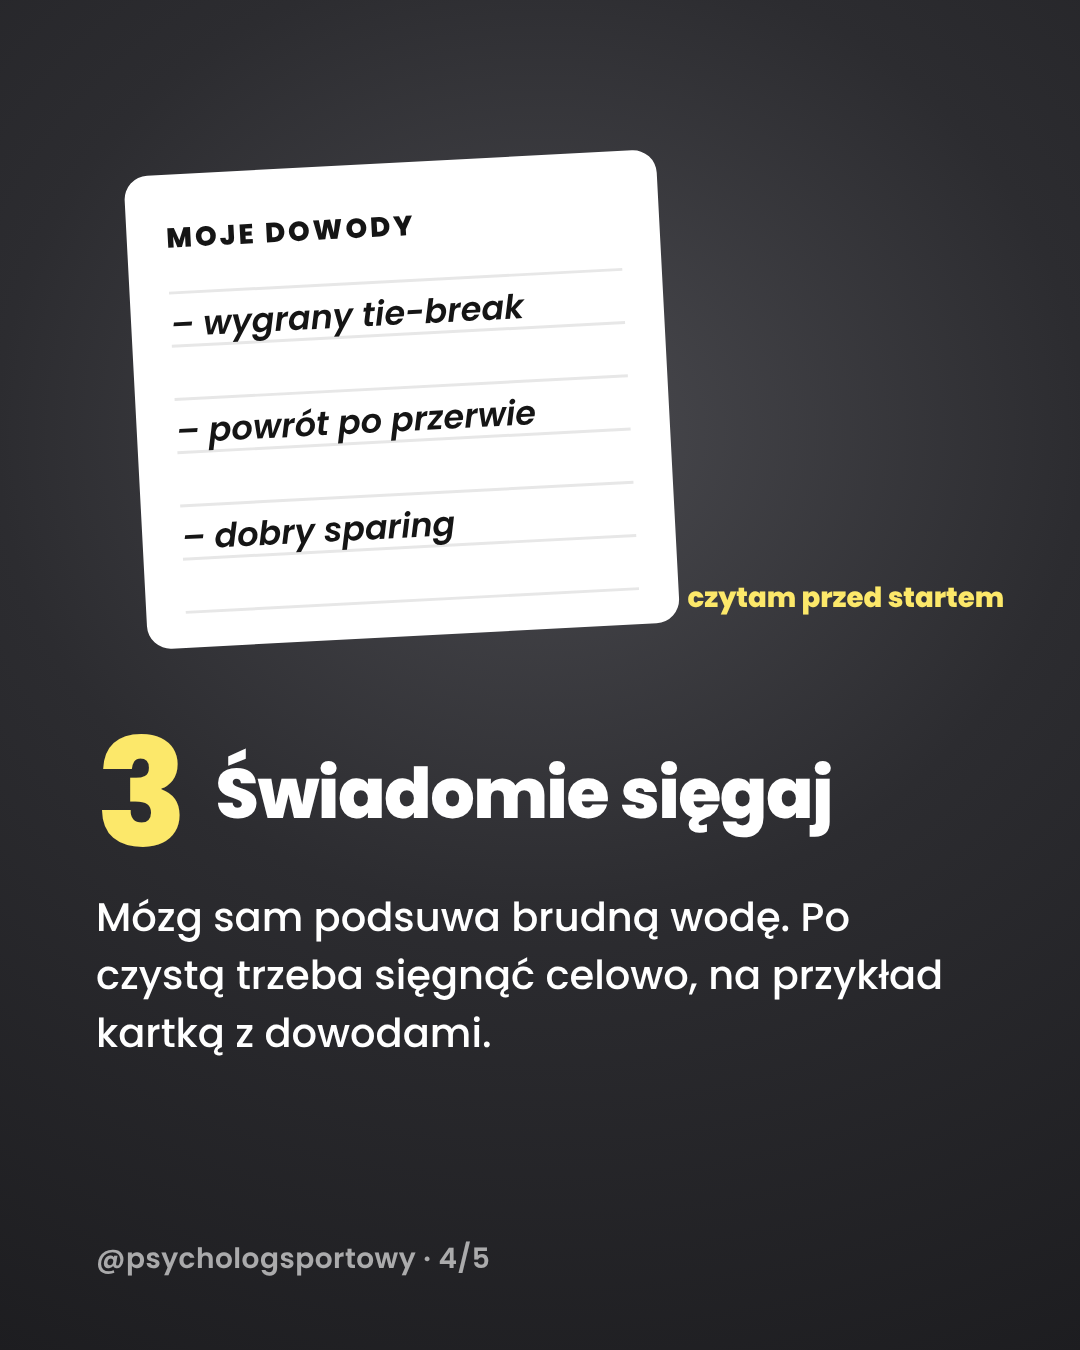 MOJE DOWODY
– wygrany tie-break
– powrót po przerwie
– dobry sparing
czytam przed startem
3 Świadomie sięgaj
Mózg sam podsuwa brudną wodę. Po
czystą trzeba sięgnąć celowo, na przykład
kartką z dowodami.
@psychologsportowy · 4/5